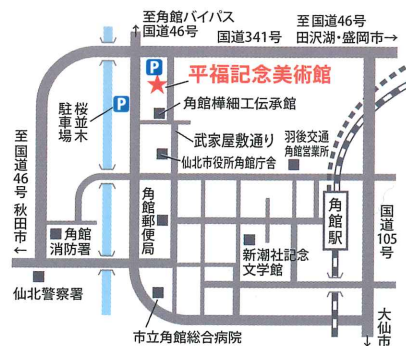 至角館バイパス
国道46号
国道341号
至国道46号
田沢湖・盛岡市→
P
平福記念美術館
P
桜並木
駐車場
角館樺細工伝承館
武家屋敷通り
羽後交通
角館営業所
仙北市役所角館庁舎
至国道46号 秋田市←
角館
消防署
角館郵便局
新潮社記念
文学館
角館駅
国道105号
仙北警察署
市立角館総合病院
大仙市
↓